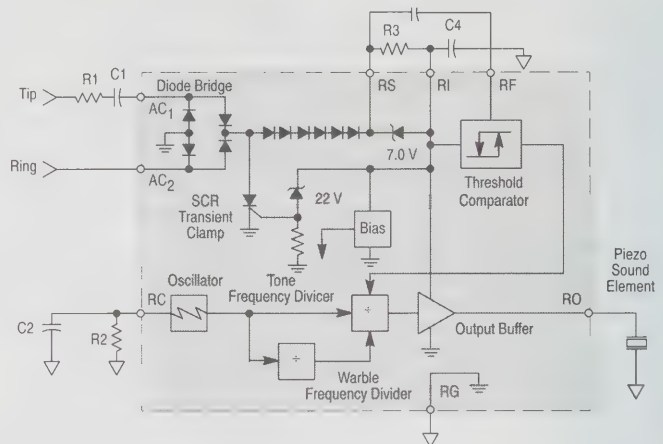 R3
C4
R1
C1
Diode Bridge
RS
RI
RF
Tip
AC1
7.0 V
Ring
AC2
Threshold
Comparator
SCR
Transient
Clamp
22 V
Bias
Piezo
Sound
Element
Oscillator
Tone
Frequency Divicer
RC
÷
RO
C2
R2
Output Buffer
÷
Warble
Frequency Divider
RG